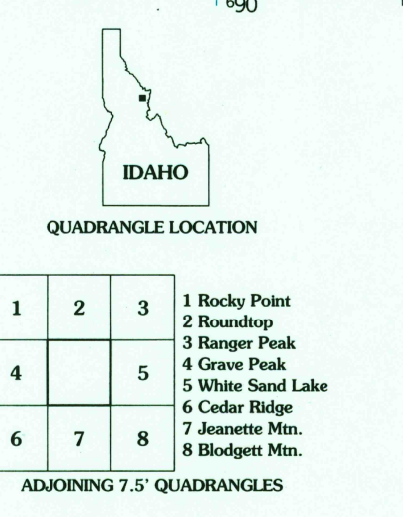 690
IDAHO
QUADRANGLE LOCATION
1 2 3
4 5
6 7 8
1 Rocky Point
2 Roundtop
3 Ranger Peak
4 Grave Peak
5 White Sand Lake
6 Cedar Ridge
7 Jeanette Mtn.
8 Blodgett Mtn.
ADJOINING 7.5' QUADRANGLES